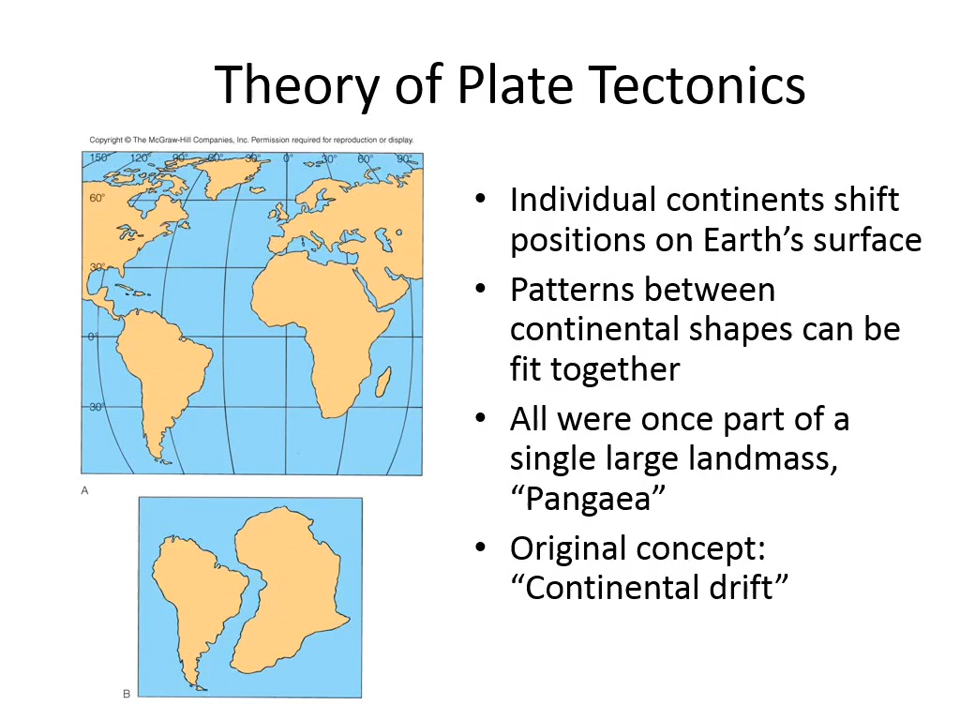 Theory of Plate Tectonics
Copyright © The McGraw-Hill Companies, Inc. Permission required for reproduction or display.
150° 120° 90° 60° 30° 0° 30° 60° 90°
60°
30°
0°
30°
A
B
• Individual continents shift
positions on Earth’s surface
• Patterns between
continental shapes can be
fit together
• All were once part of a
single large landmass,
“Pangaea”
• Original concept:
“Continental drift”